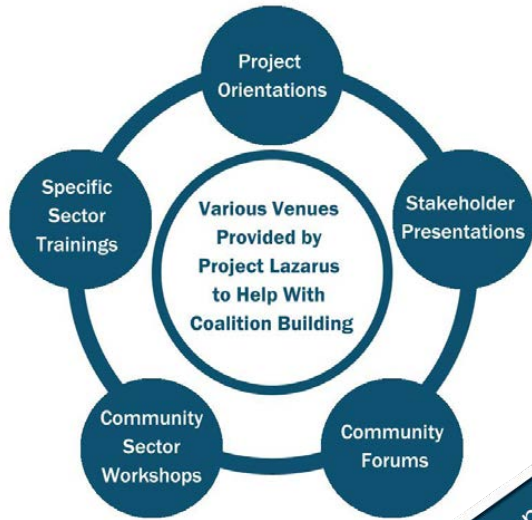 Project
Orientations
Specific
Sector
Trainings
Various Venues
Provided by
Project Lazarus
to Help With
Coalition Building
Stakeholder
Presentations
Community
Sector
Workshops
Community
Forums